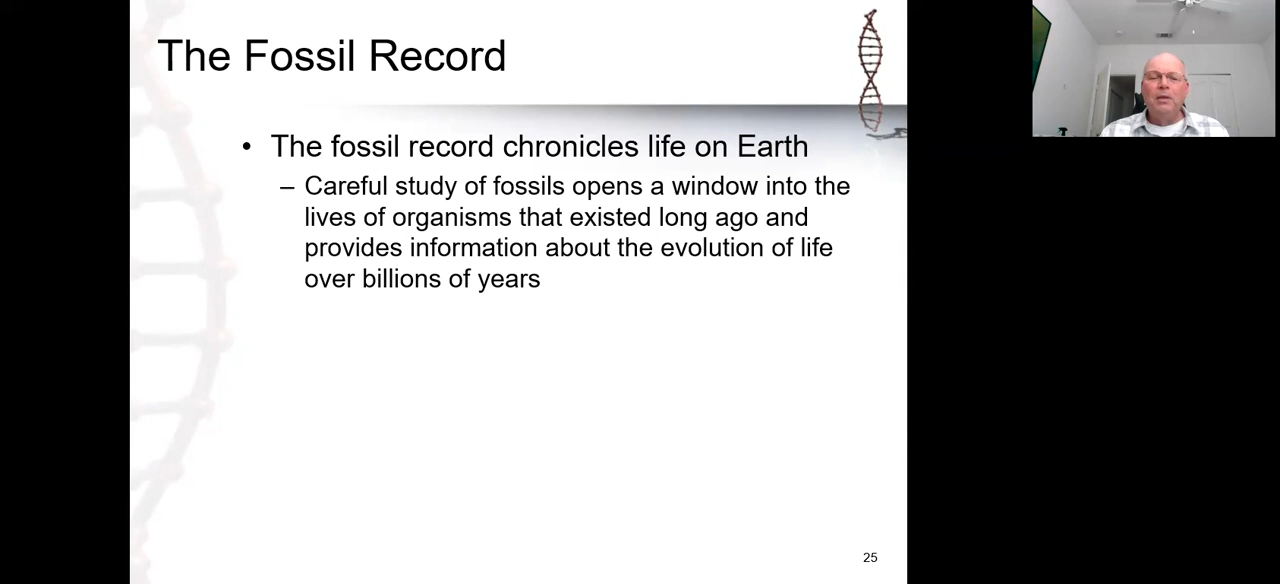 The Fossil Record
• The fossil record chronicles life on Earth
– Careful study of fossils opens a window into the
lives of organisms that existed long ago and
provides information about the evolution of life
over billions of years
25